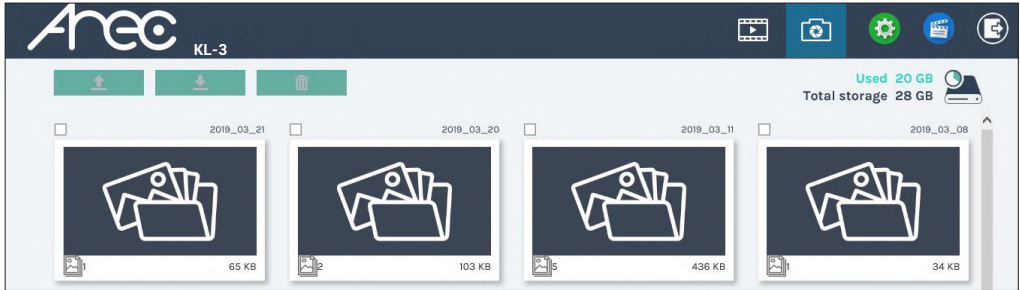 Arec
KL-3
Used 20 GB
Total storage 28 GB
2019_03_21
2019_03_20
2019_03_11
2019_03_08
1
65 KB
2
103 KB
5
436 KB
1
34 KB